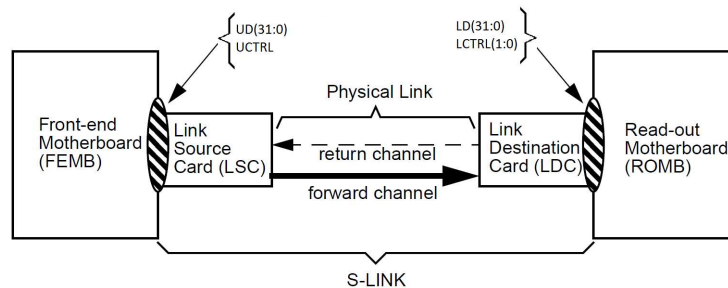 UD(31:0)
UCTRL
LD(31:0)
LCTRL(1:0)
Physical Link
Front-end
Motherboard
(FEMB)
Link
Source
Card (LSC)
return channel
forward channel
Link
Destination
Card (LDC)
Read-out
Motherboard
(ROMB)
S-LINK